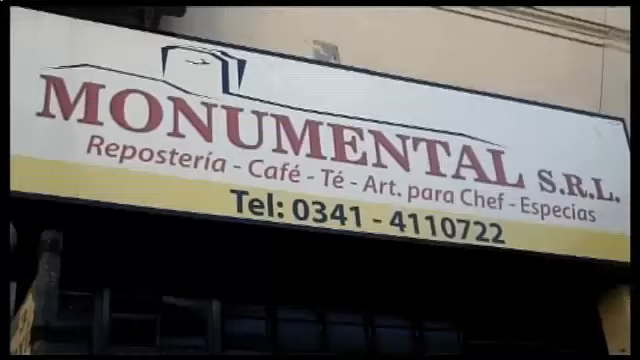 MONUMENTAL S.R.L.
Repostería - Café - Té - Art. para Chef - Especias
Tel: 0341 - 4110722